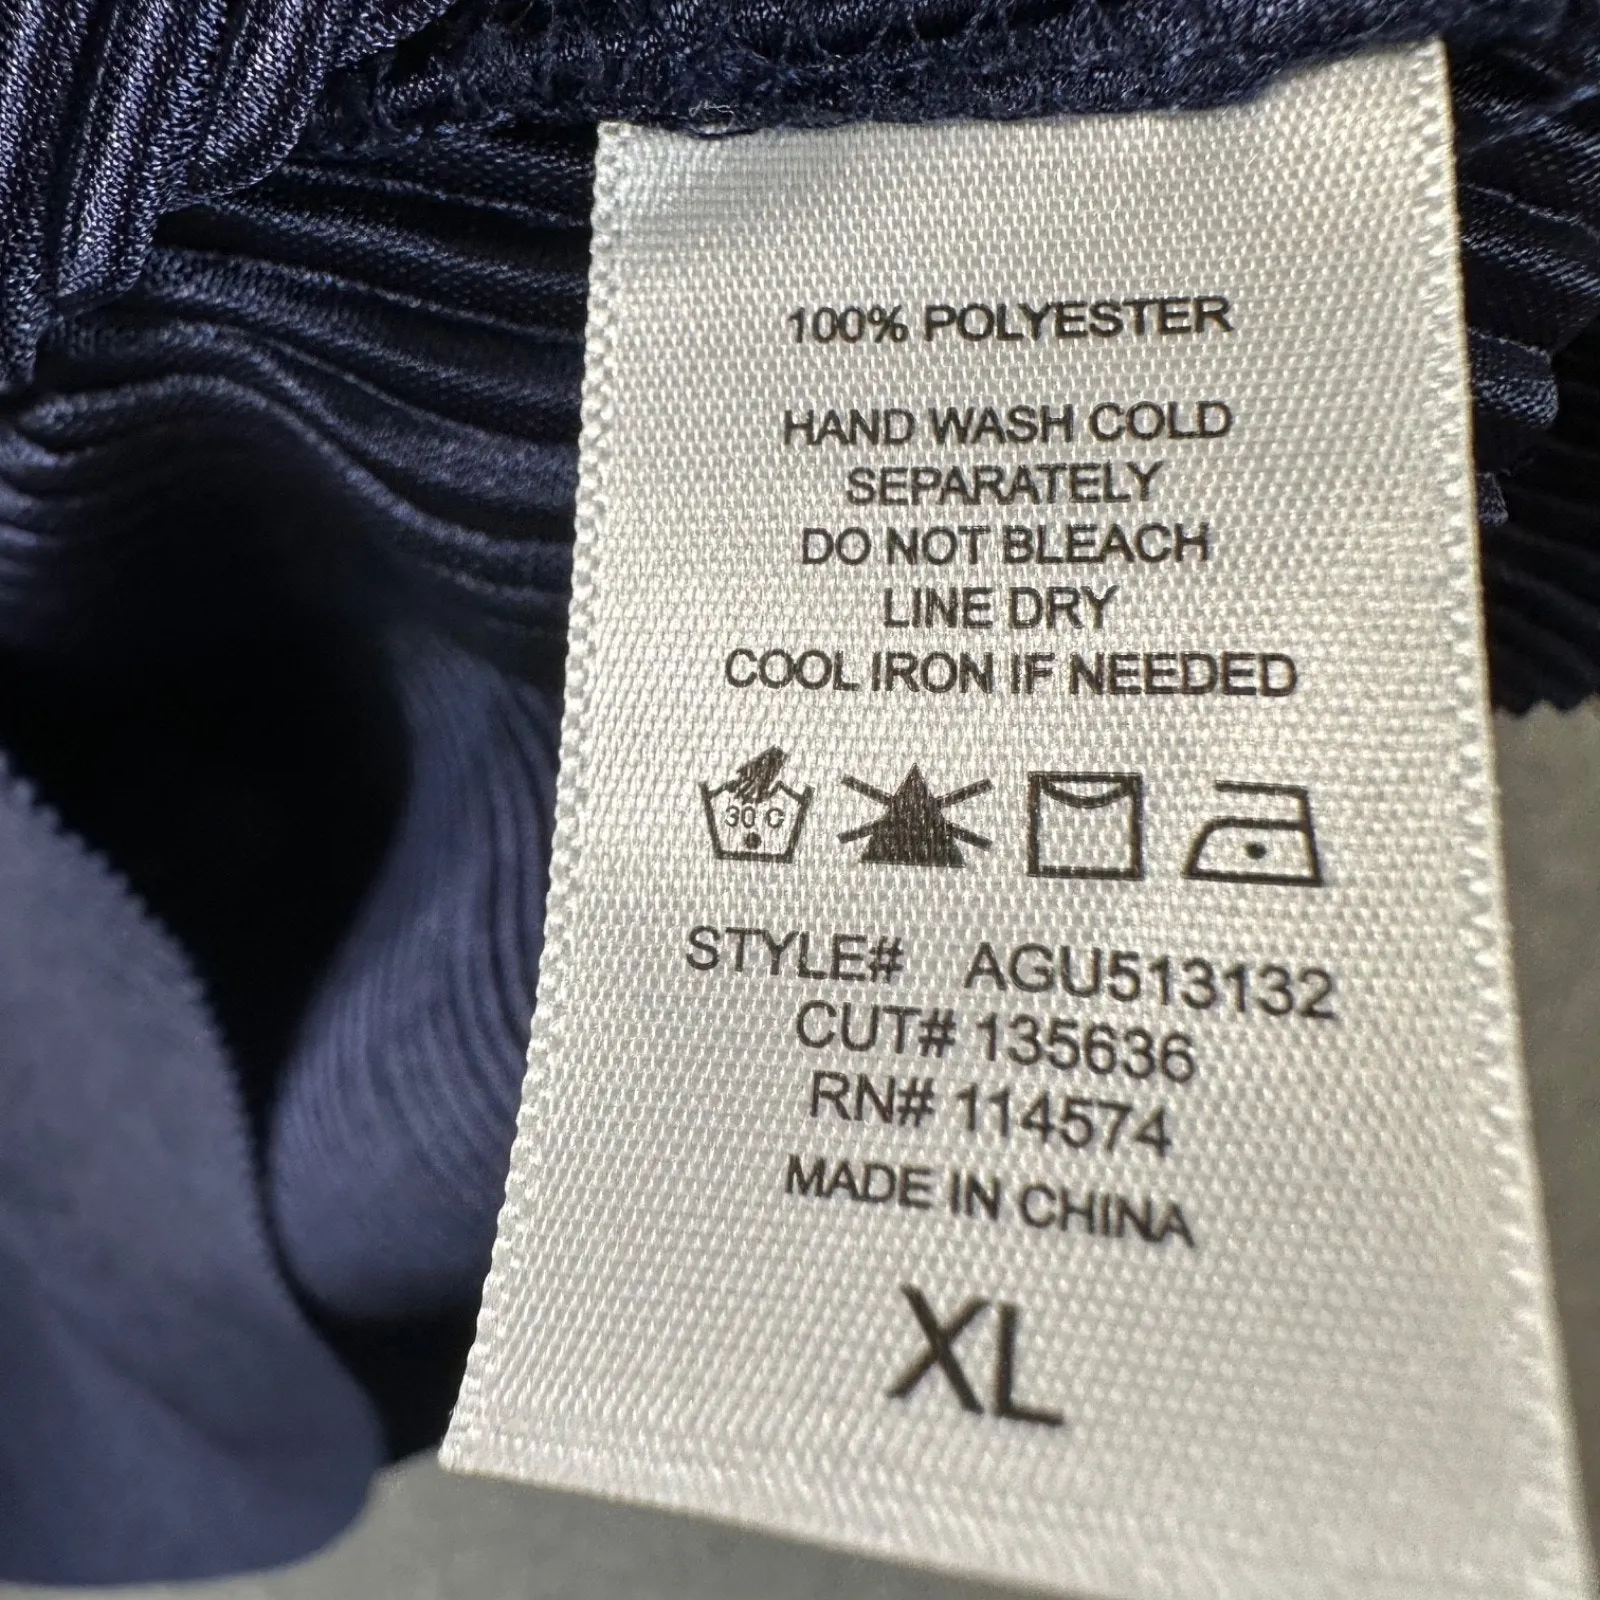 100% POLYESTER
HAND WASH COLD
SEPARATELY
DO NOT BLEACH
LINE DRY
COOL IRON IF NEEDED
30 C
STYLE# AGU513132
CUT# 135636
RN# 114574
MADE IN CHINA
XL